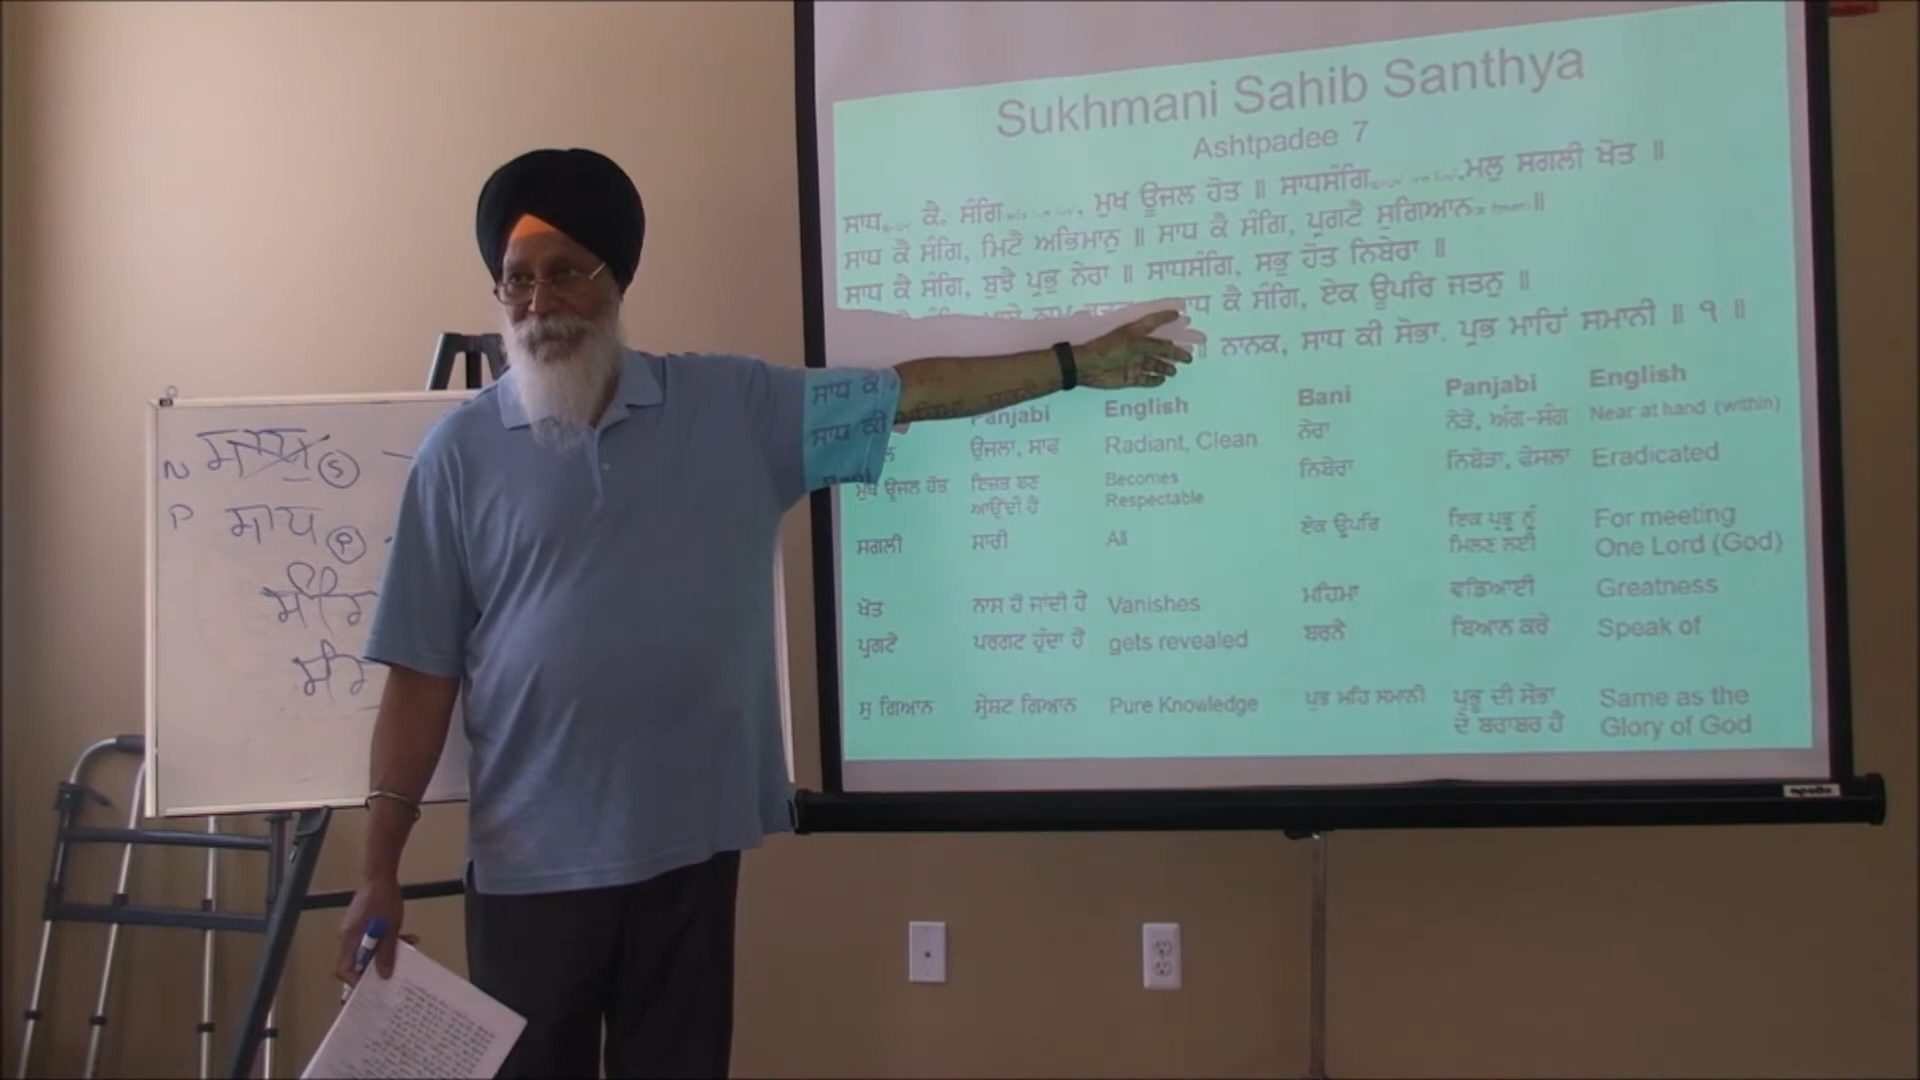 Sukhmani Sahib Santhya
Ashtpadee 7
ਸਾਧ ਕੈ. ਸੰਗਿ ਮੁਖ ਊਜਲ ਹੋਤ ॥ ਸਾਧਸੰਗਿ ਮਲੁ ਸਗਲੀ ਖੋਤ ॥
ਸਾਧ ਕੈ ਸੰਗਿ, ਮਿਟੈ ਅਭਿਮਾਨੁ ॥ ਸਾਧ ਕੈ ਸੰਗਿ, ਪ੍ਰਗਟੈ ਸੁਗਿਆਨ ॥
ਸਾਧ ਕੈ ਸੰਗਿ, ਬੁਝੈ ਪ੍ਰਭੁ ਨੇਰਾ ॥ ਸਾਧਸੰਗਿ, ਸਭੁ ਹੋਤ ਨਿਬੇਰਾ ॥
ਸਾਧ ਕੈ ਸੰਗਿ, ਏਕ ਊਪਰਿ ਜਤਨੁ ॥
॥ ਨਾਨਕ, ਸਾਧ ਕੀ ਸੋਭਾ. ਪ੍ਰਭ ਮਾਹਿਂ ਸਮਾਨੀ ॥ ੧ ॥
Panjabi English Bani Panjabi English
ਉਜਲਾ, ਸਾਫ Radiant, Clean ਨੇਰਾ ਨੇੜੇ, ਅੰਗ-ਸੰਗ Near at hand (within)
ਮੁਖ ਊਜਲ ਹੋਤ ਇਜ਼ਤ ਬਣ Becomes ਨਿਬੇਰਾ ਨਿਬੇੜਾ, ਫੈਸਲਾ Eradicated
ਆਉਂਦੀ ਹੈ Respectable
ਸਗਲੀ ਸਾਰੀ All ਏਕ ਊਪਰਿ ਇਕ ਪ੍ਰਭੂ ਨੂੰ For meeting
ਮਿਲਣ ਲਈ One Lord (God)
ਖੋਤ ਨਾਸ ਹੋ ਜਾਂਦੀ ਹੈ Vanishes ਮਹਿਮਾ ਵਡਿਆਈ Greatness
ਪ੍ਰਗਟੈ ਪਰਗਟ ਹੁੰਦਾ ਹੈ gets revealed ਬਰਨੈ ਬਿਆਨ ਕਰੇ Speak of
ਸੁ ਗਿਆਨ ਸ੍ਰੇਸ਼ਟ ਗਿਆਨ Pure Knowledge ਪ੍ਰਭ ਮਹਿ ਸਮਾਨੀ ਪ੍ਰਭੂ ਦੀ ਸੋਭਾ Same as the
ਦੇ ਬਰਾਬਰ ਹੈ Glory of God
N
P ਸਾਧ
apollo